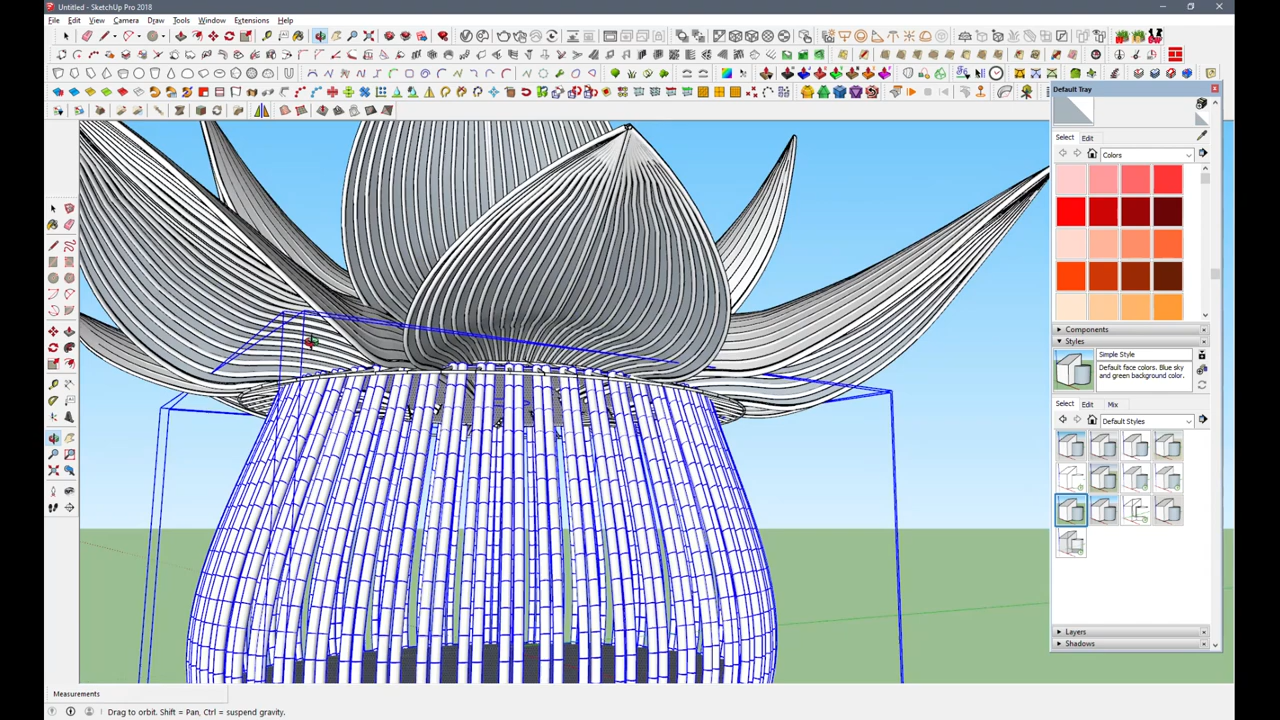 Untitled - SketchUp Pro 2018
File Edit View Camera Draw Tools Window Extensions Help
Default Tray
Select Edit
Colors
Components
Styles
Simple Style
Default face colors. Blue sky
and green background color.
Select Edit Mix
Default Styles
Layers
Shadows
Measurements
Drag to orbit. Shift = Pan, Ctrl = suspend gravity.